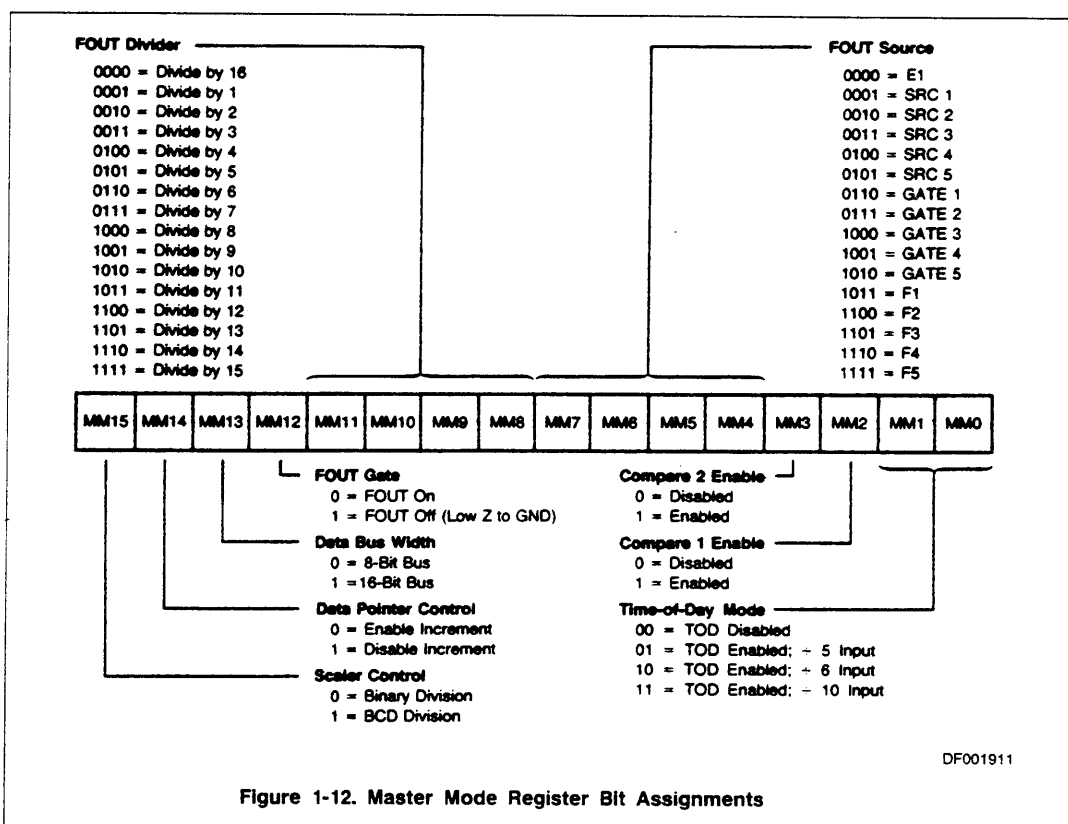 FOUT Divider
0000 = Divide by 16
0001 = Divide by 1
0010 = Divide by 2
0011 = Divide by 3
0100 = Divide by 4
0101 = Divide by 5
0110 = Divide by 6
0111 = Divide by 7
1000 = Divide by 8
1001 = Divide by 9
1010 = Divide by 10
1011 = Divide by 11
1100 = Divide by 12
1101 = Divide by 13
1110 = Divide by 14
1111 = Divide by 15
FOUT Source
0000 = E1
0001 = SRC 1
0010 = SRC 2
0011 = SRC 3
0100 = SRC 4
0101 = SRC 5
0110 = GATE 1
0111 = GATE 2
1000 = GATE 3
1001 = GATE 4
1010 = GATE 5
1011 = F1
1100 = F2
1101 = F3
1110 = F4
1111 = F5
MM15 MM14 MM13 MM12 MM11 MM10 MM9 MM8 MM7 MM6 MM5 MM4 MM3 MM2 MM1 MM0
FOUT Gate
0 = FOUT On
1 = FOUT Off (Low Z to GND)
Data Bus Width
0 = 8-Bit Bus
1 =16-Bit Bus
Data Pointer Control
0 = Enable Increment
1 = Disable Increment
Scaler Control
0 = Binary Division
1 = BCD Division
Compare 2 Enable
0 = Disabled
1 = Enabled
Compare 1 Enable
0 = Disabled
1 = Enabled
Time-of-Day Mode
00 = TOD Disabled
01 = TOD Enabled; ÷ 5 Input
10 = TOD Enabled; ÷ 6 Input
11 = TOD Enabled; ÷ 10 Input
DF001911
Figure 1-12. Master Mode Register Bit Assignments